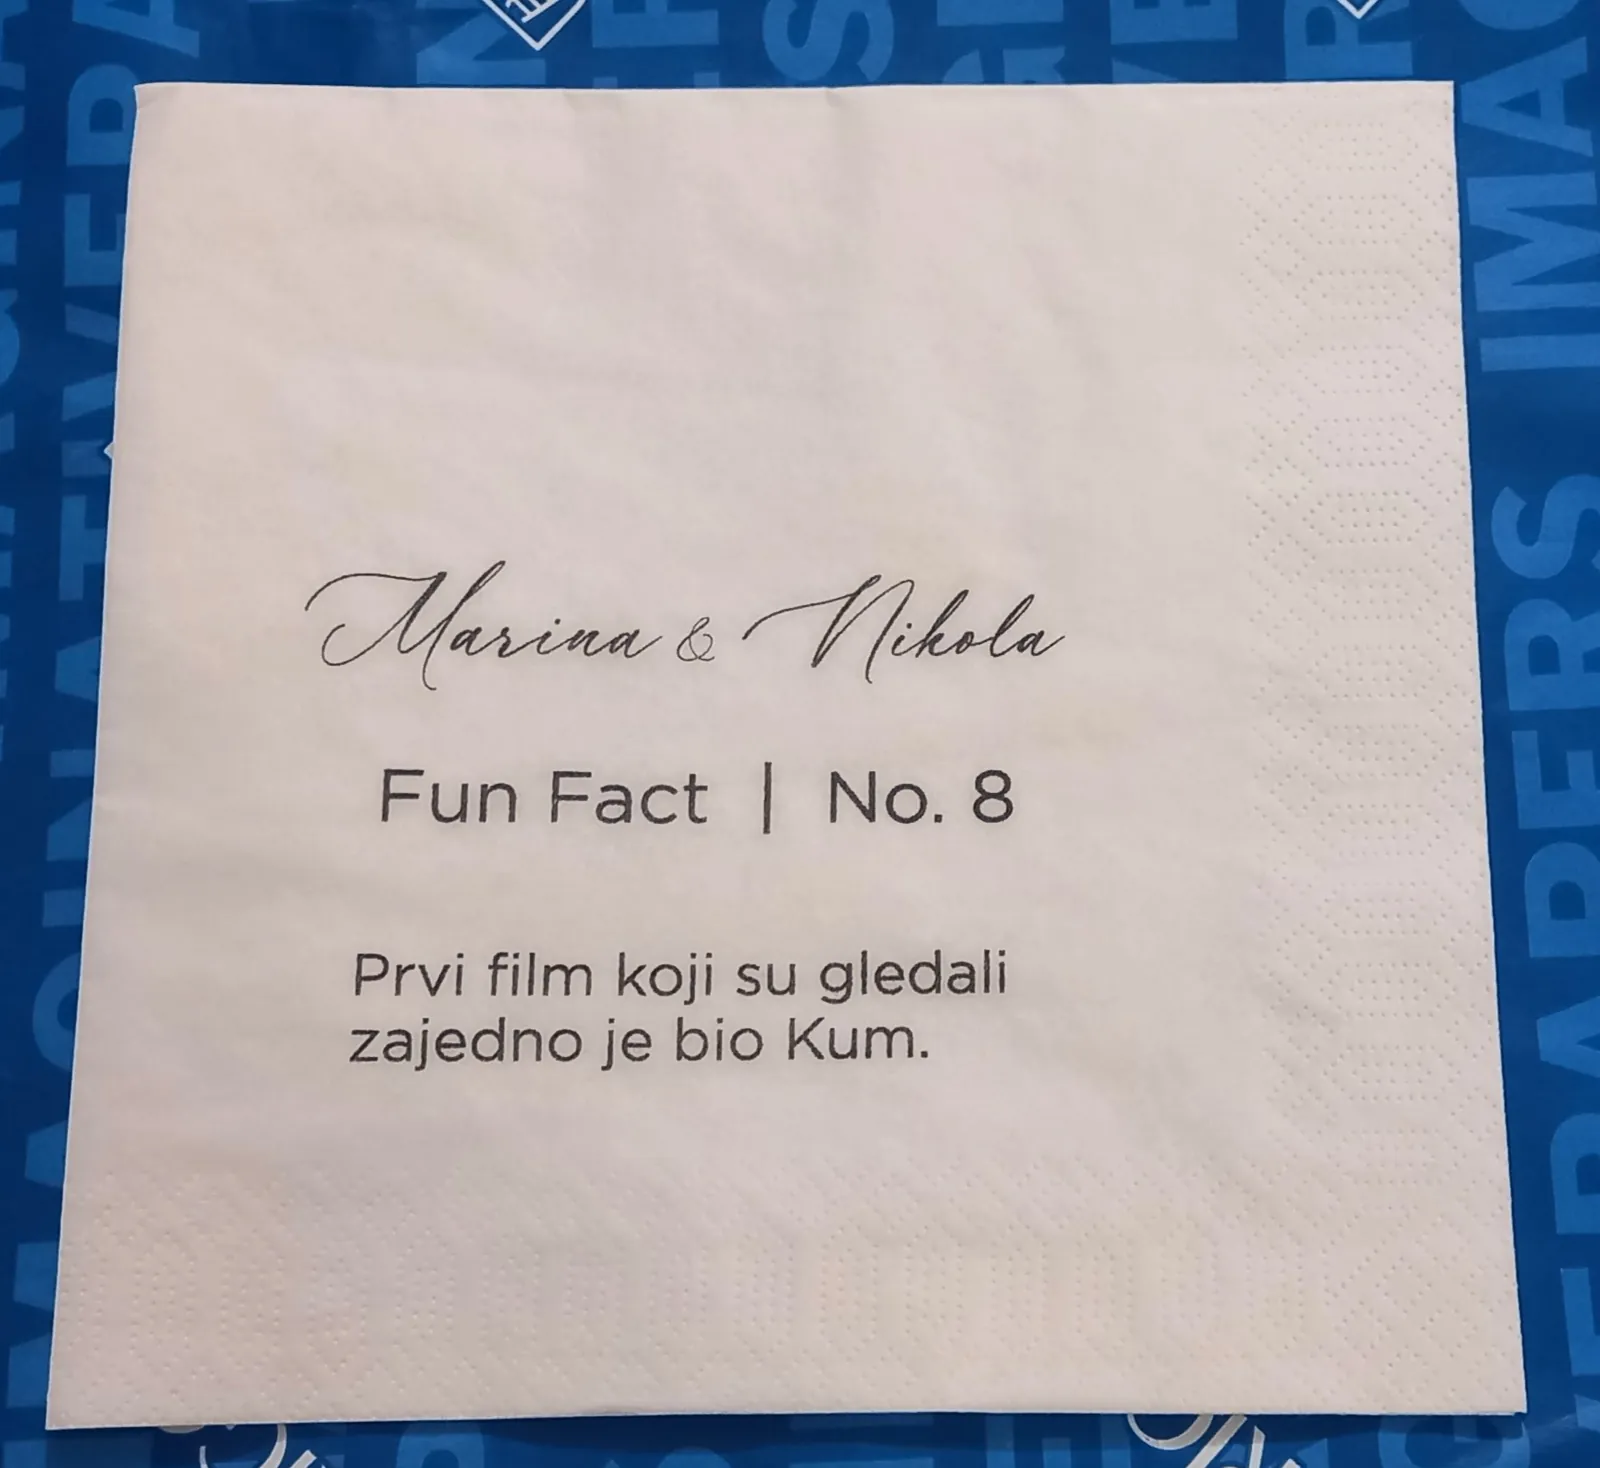 Marina & Nikola
Fun Fact | No. 8
Prvi film koji su gledali
zajedno je bio Kum.